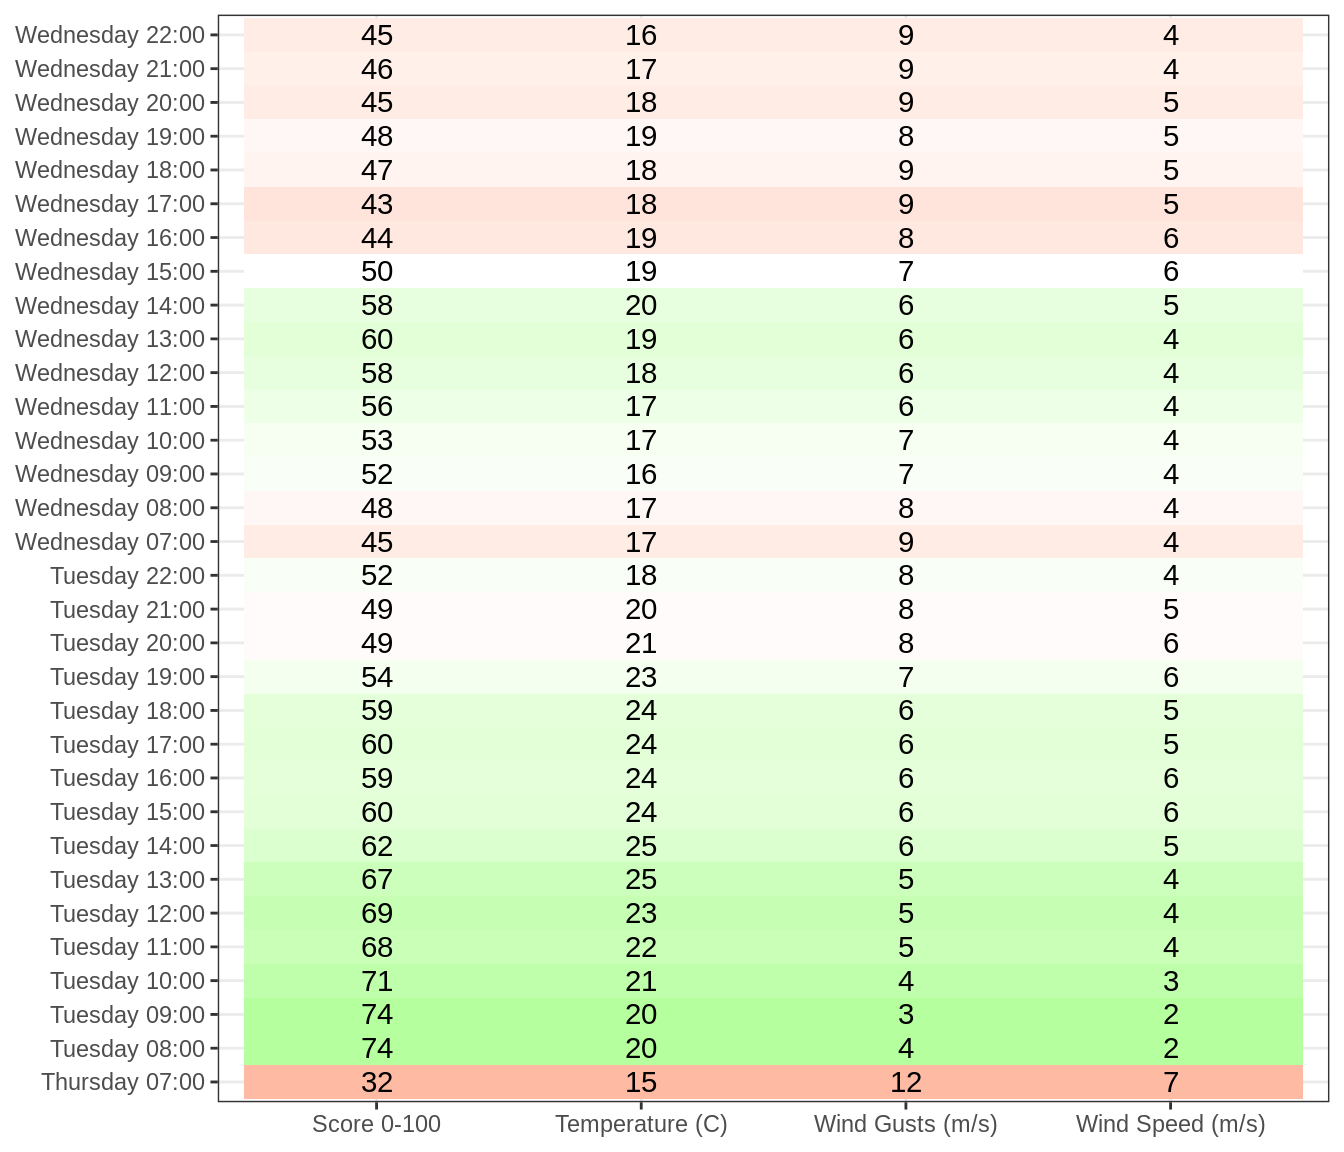 Wednesday 22:00 45 16 9 4
Wednesday 21:00 46 17 9 4
Wednesday 20:00 45 18 9 5
Wednesday 19:00 48 19 8 5
Wednesday 18:00 47 18 9 5
Wednesday 17:00 43 18 9 5
Wednesday 16:00 44 19 8 6
Wednesday 15:00 50 19 7 6
Wednesday 14:00 58 20 6 5
Wednesday 13:00 60 19 6 4
Wednesday 12:00 58 18 6 4
Wednesday 11:00 56 17 6 4
Wednesday 10:00 53 17 7 4
Wednesday 09:00 52 16 7 4
Wednesday 08:00 48 17 8 4
Wednesday 07:00 45 17 9 4
Tuesday 22:00 52 18 8 4
Tuesday 21:00 49 20 8 5
Tuesday 20:00 49 21 8 6
Tuesday 19:00 54 23 7 6
Tuesday 18:00 59 24 6 5
Tuesday 17:00 60 24 6 5
Tuesday 16:00 59 24 6 6
Tuesday 15:00 60 24 6 6
Tuesday 14:00 62 25 6 5
Tuesday 13:00 67 25 5 4
Tuesday 12:00 69 23 5 4
Tuesday 11:00 68 22 5 4
Tuesday 10:00 71 21 4 3
Tuesday 09:00 74 20 3 2
Tuesday 08:00 74 20 4 2
Thursday 07:00 32 15 12 7
Score 0-100 Temperature (C) Wind Gusts (m/s) Wind Speed (m/s)